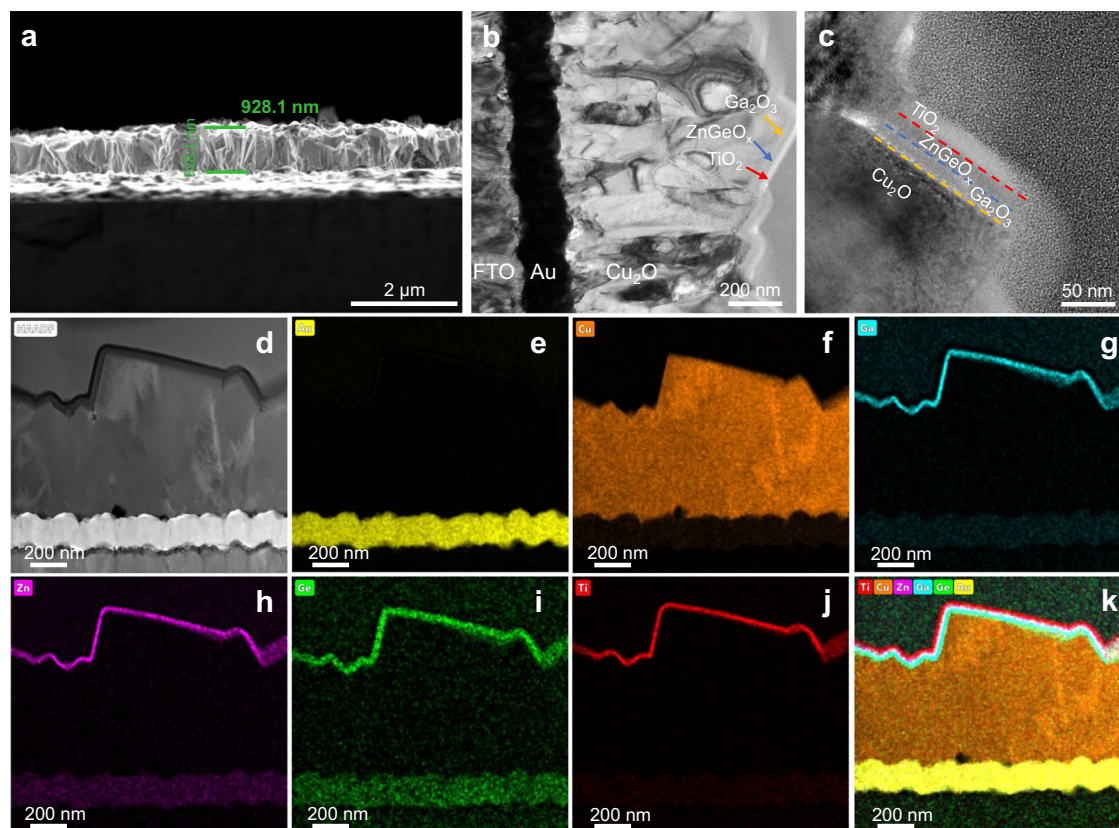 a
928.1 nm
2 µm
b
Ga₂O₃
ZnGeOₓ
TiO₂
FTO
Au
Cu₂O
200 nm
c
TiO₂
ZnGeOₓ
Ga₂O₃
Cu₂O
50 nm
HAADF
d
200 nm
Au
e
200 nm
Cu
f
200 nm
Ga
g
200 nm
Zn
h
200 nm
Ge
i
200 nm
Ti
j
200 nm
Ti Cu Zn Ga Ge Au
k
200 nm